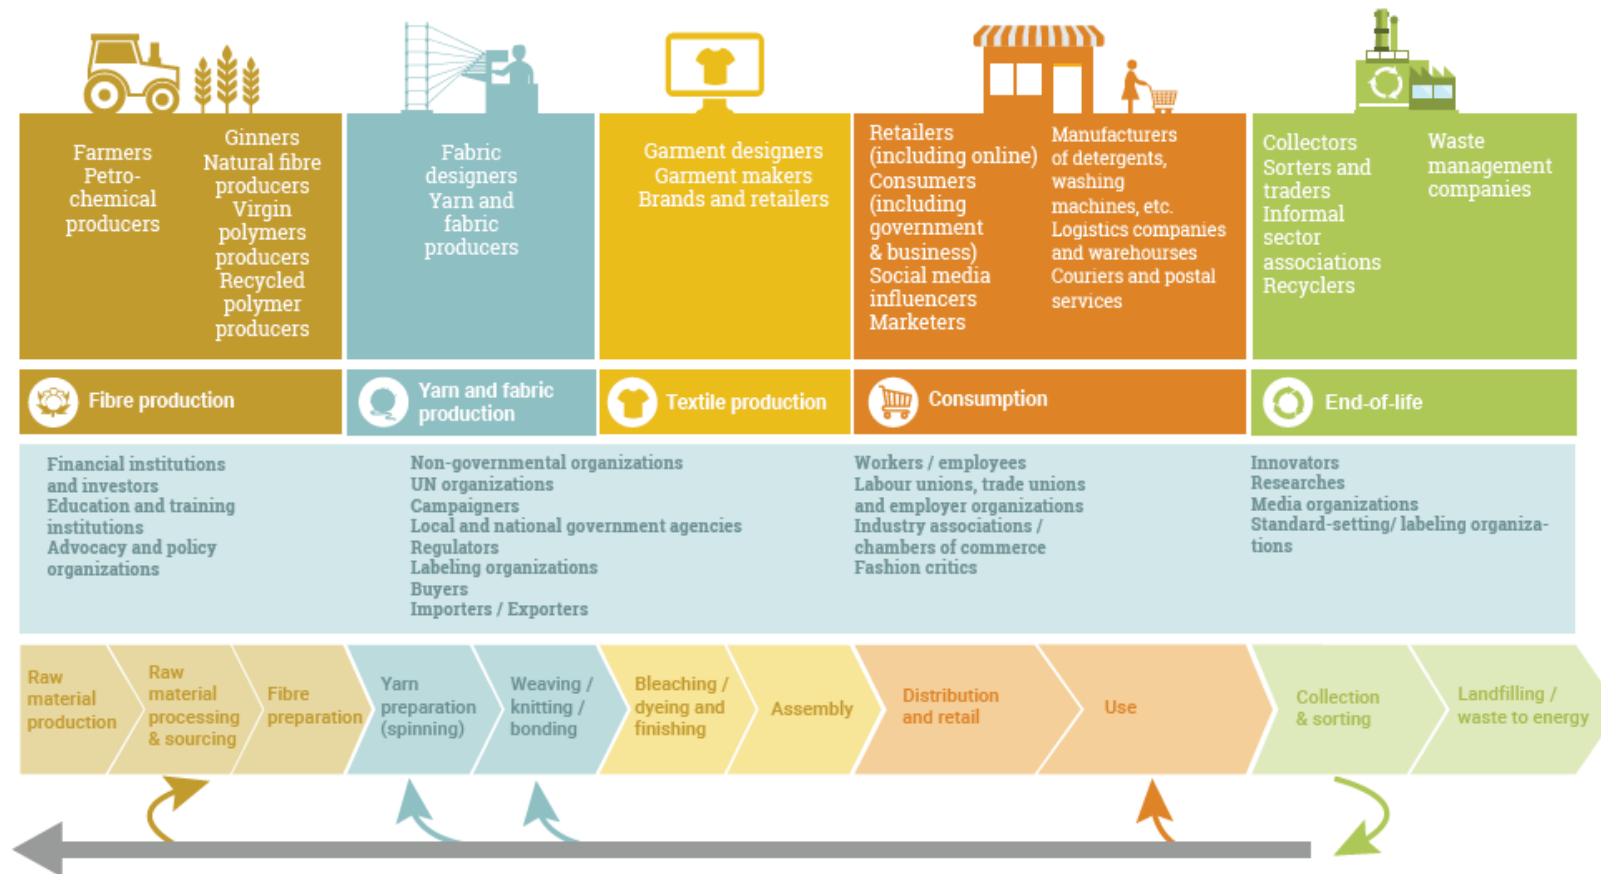 Farmers
Petro-
chemical
producers
Ginners
Natural fibre
producers
Virgin
polymers
producers
Recycled
polymer
producers
Fabric
designers
Yarn and
fabric
producers
Garment designers
Garment makers
Brands and retailers
Retailers
(including online)
Consumers
(including
government
& business)
Social media
influencers
Marketers
Manufacturers
of detergents,
washing
machines, etc.
Logistics companies
and warehourses
Couriers and postal
services
Collectors
Sorters and
traders
Informal
sector
associations
Recyclers
Waste
management
companies
Fibre production
Yarn and fabric
production
Textile production
Consumption
End-of-life
Financial institutions
and investors
Education and training
institutions
Advocacy and policy
organizations
Non-governmental organizations
UN organizations
Campaigners
Local and national government agencies
Regulators
Labeling organizations
Buyers
Importers / Exporters
Workers / employees
Labour unions, trade unions
and employer organizations
Industry associations /
chambers of commerce
Fashion critics
Innovators
Researches
Media organizations
Standard-setting/ labeling organiza-
tions
Raw
material
production
Raw
material
processing
& sourcing
Fibre
preparation
Yarn
preparation
(spinning)
Weaving /
knitting /
bonding
Bleaching /
dyeing and
finishing
Assembly
Distribution
and retail
Use
Collection
& sorting
Landfilling /
waste to energy